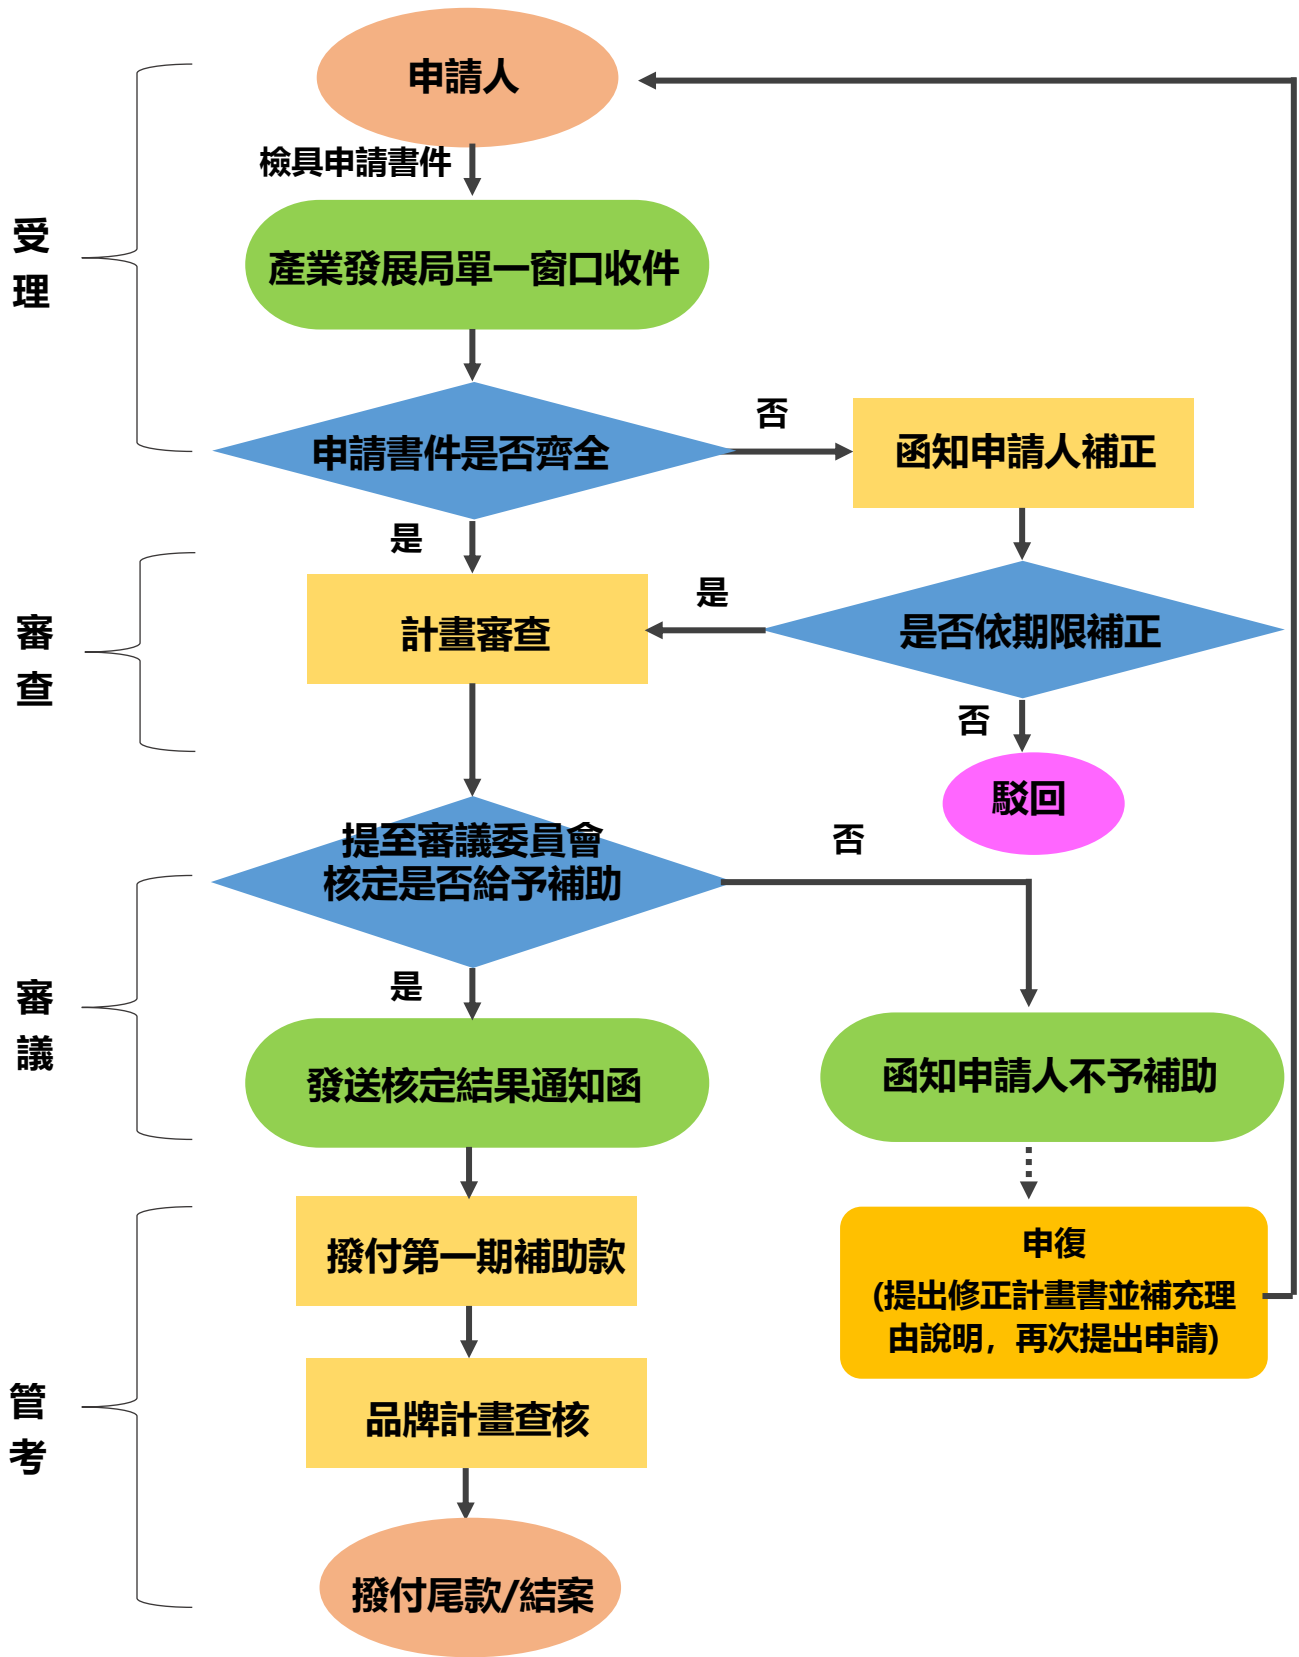 申請人
檢具申請書件
受
理
產業發展局單一窗口收件
申請書件是否齊全
否
函知申請人補正
是
審
查
計畫審查
是
是否依期限補正
否
駁回
提至審議委員會
核定是否給予補助
否
是
審
議
發送核定結果通知函
函知申請人不予補助
撥付第一期補助款
申復
(提出修正計畫書並補充理
由說明，再次提出申請)
管
考
品牌計畫查核
撥付尾款/結案